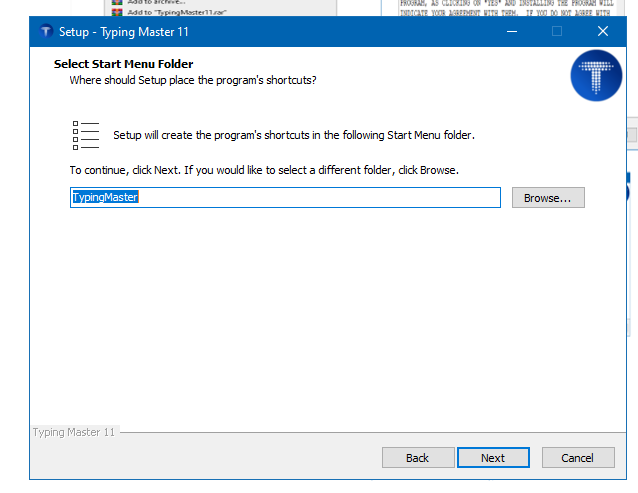 Add to archive...
Add to "TypingMaster11.rar"
PROGRAM, AS CLICKING ON "YES" AND INSTALLING THE PROGRAM WILL
INDICATE YOUR AGREEMENT WITH THEM. IF YOU DO NOT AGREE WITH
Setup - Typing Master 11
Select Start Menu Folder
Where should Setup place the program's shortcuts?
Setup will create the program's shortcuts in the following Start Menu folder.
To continue, click Next. If you would like to select a different folder, click Browse.
TypingMaster
Browse...
Typing Master 11
Back
Next
Cancel